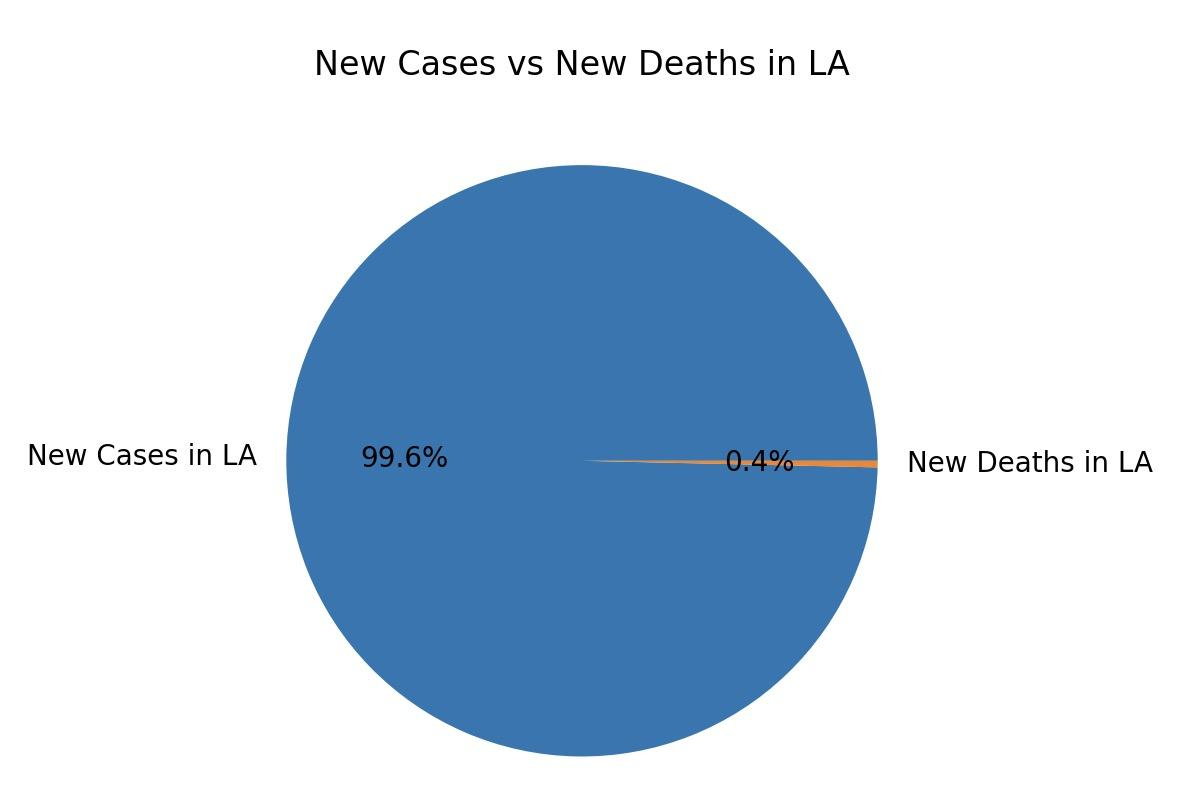 New Cases vs New Deaths in LA
New Cases in LA
99.6%
0.4%
New Deaths in LA